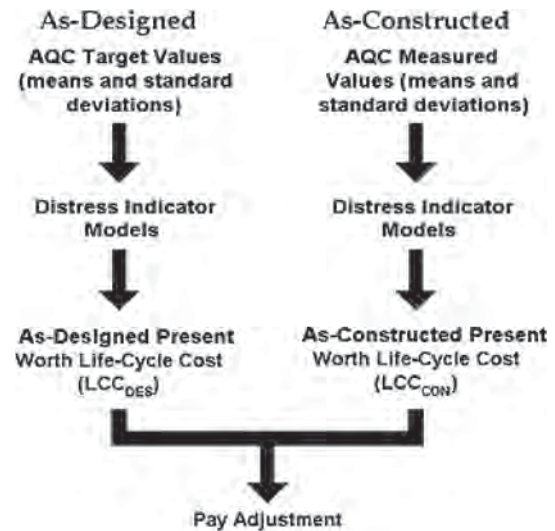 As-Designed
AQC Target Values
(means and standard
deviations)
Distress Indicator
Models
As-Designed Present
Worth Life-Cycle Cost
(LCC_DES)
As-Constructed
AQC Measured
Values (means and
standard deviations)
Distress Indicator
Models
As-Constructed Present
Worth Life-Cycle Cost
(LCC_CON)
Pay Adjustment